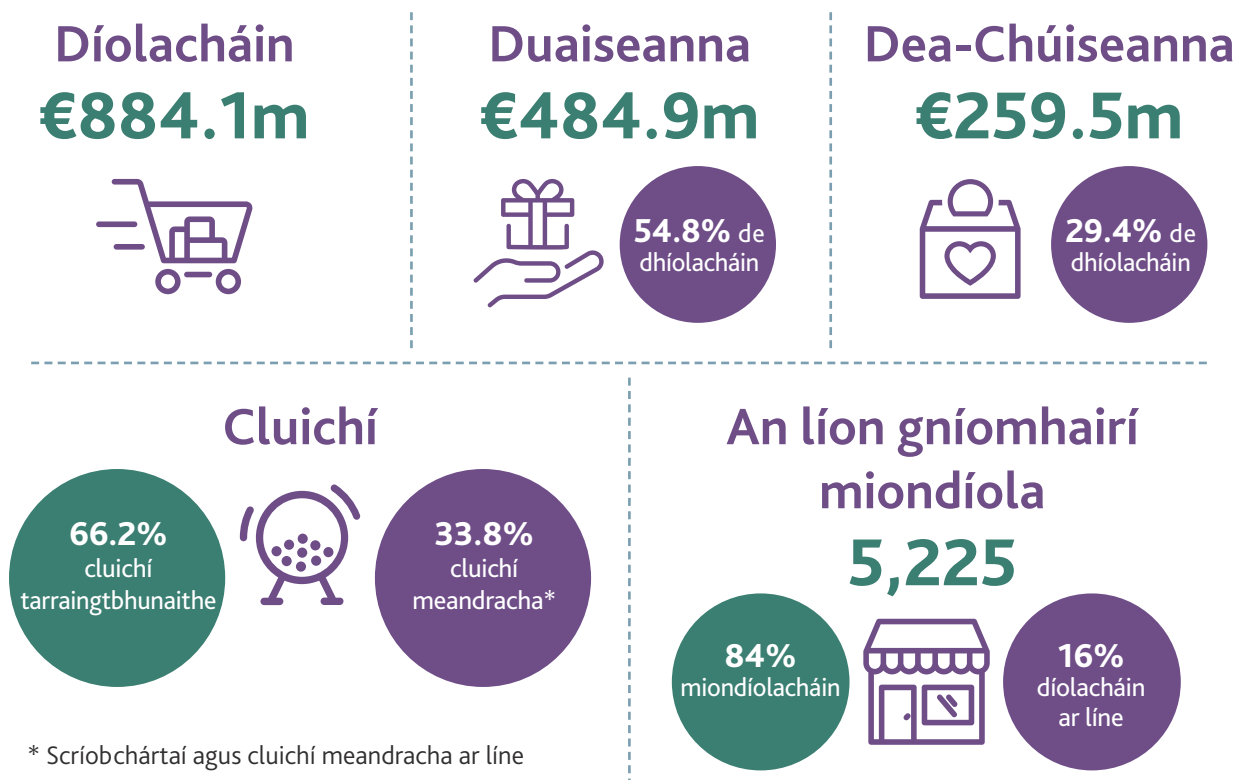 Díolacháin
€884.1m
Duaiseanna
€484.9m
54.8% de
dhíolacháin
Dea-Chúiseanna
€259.5m
29.4% de
dhíolacháin
Cluichí
66.2%
cluichí
tarraingtbhunaithe
33.8%
cluichí
meandracha*
* Scríobchártaí agus cluichí meandracha ar líne
An líon gníomhairí
miondíola
5,225
84%
miondíolacháin
16%
díolacháin
ar líne